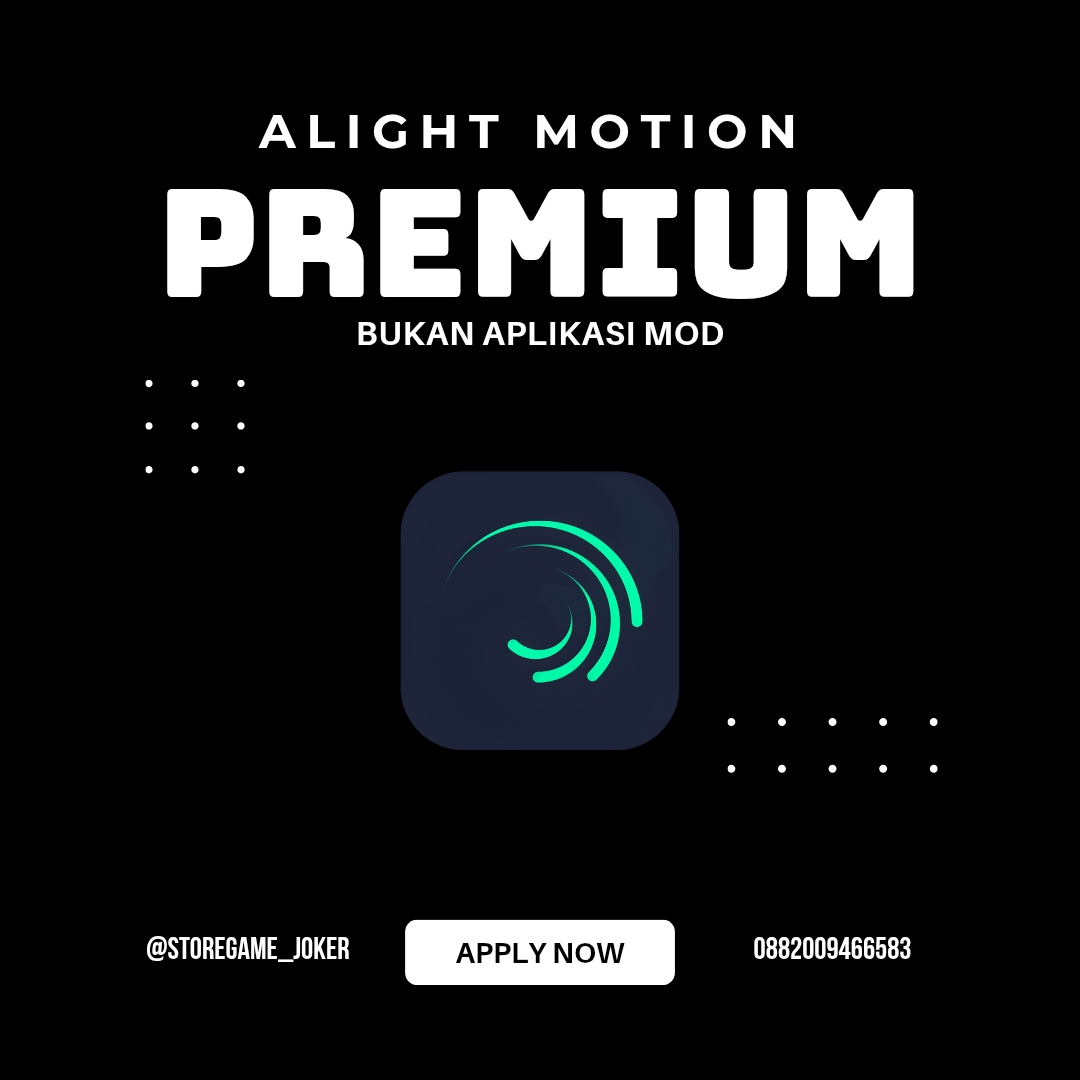 ALIGHT MOTION
PREMIUM
BUKAN APLIKASI MOD
@STOREGAME_JOKER
APPLY NOW
0882009466583